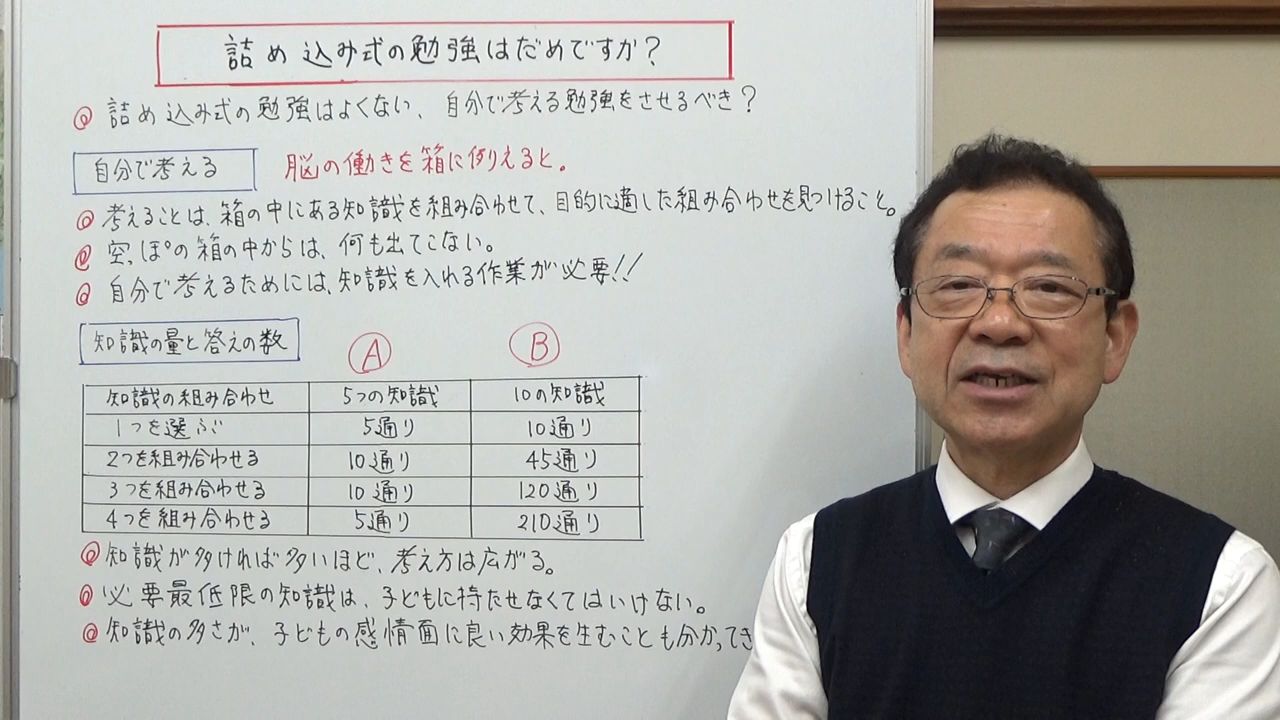 詰め込み式の勉強はだめですか？
詰め込み式の勉強はよくない、自分で考える勉強をさせるべき？
自分で考える 脳の働きを箱に例えると。
考えることは、箱の中にある知識を組み合わせて、目的に適した組み合わせを見つけること。
空っぽの箱の中からは、何も出てこない。
自分で考えるためには、知識を入れる作業が必要!!
知識の量と答えの数 A B
知識の組み合わせ 5つの知識 10の知識
1つを選ぶ 5通り 10通り
2つを組み合わせる 10通り 45通り
3つを組み合わせる 10通り 120通り
4つを組み合わせる 5通り 210通り
知識が多ければ多いほど、考え方は広がる。
必要最低限の知識は、子どもに持たせなくてはいけない。
知識の多さが、子どもの感情面に良い効果を生むことも分かってき